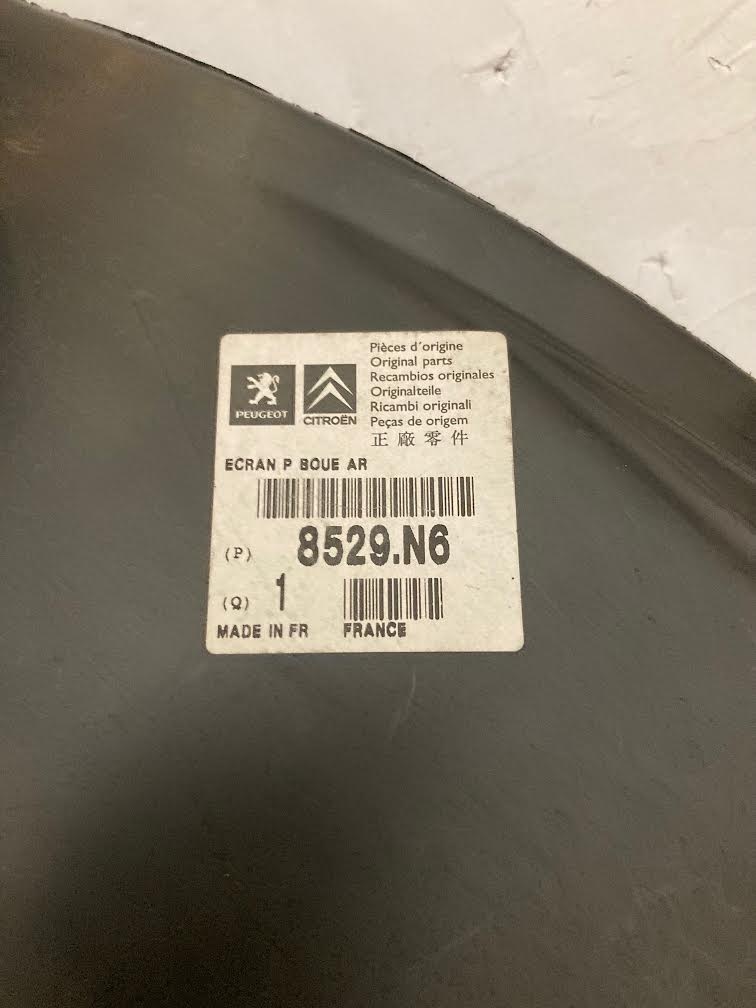 Pièces d'origine
Original parts
Recambios originales
Originalteile
Ricambi originali
Peças de origem
正廠零件
PEUGEOT
CITROËN
ECRAN P BOUE AR
(P) 8529.N6
(Q) 1
MADE IN FR FRANCE